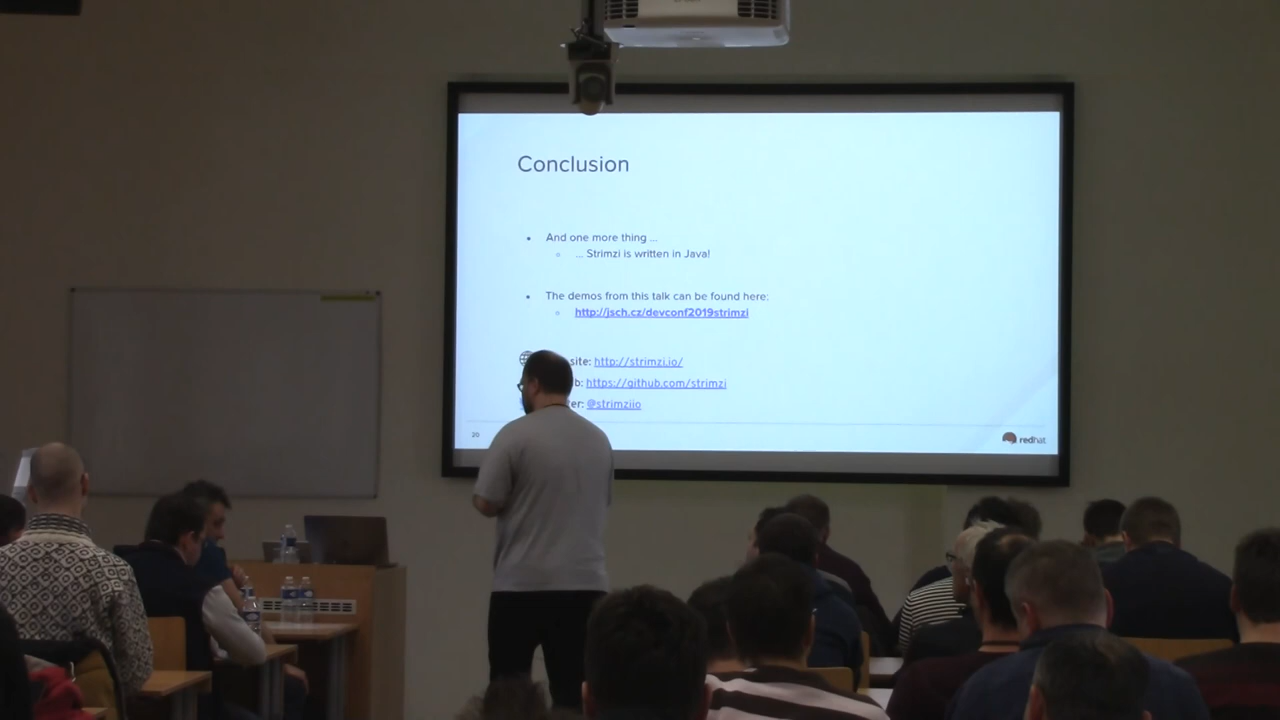 Conclusion
And one more thing ...
... Strimzi is written in Java!
The demos from this talk can be found here:
http://jsch.cz/devconf2019strimzi
site: http://strimzi.io/
b: https://github.com/strimzi
ter: @strimziio
20
redhat